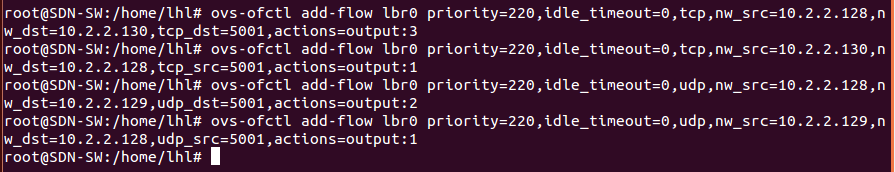 root@SDN-SW:/home/lhl# ovs-ofctl add-flow lbr0 priority=220,idle_timeout=0,tcp,nw_src=10.2.2.128,n
w_dst=10.2.2.130,tcp_dst=5001,actions=output:3
root@SDN-SW:/home/lhl# ovs-ofctl add-flow lbr0 priority=220,idle_timeout=0,tcp,nw_src=10.2.2.130,n
w_dst=10.2.2.128,tcp_src=5001,actions=output:1
root@SDN-SW:/home/lhl# ovs-ofctl add-flow lbr0 priority=220,idle_timeout=0,udp,nw_src=10.2.2.128,n
w_dst=10.2.2.129,udp_dst=5001,actions=output:2
root@SDN-SW:/home/lhl# ovs-ofctl add-flow lbr0 priority=220,idle_timeout=0,udp,nw_src=10.2.2.129,n
w_dst=10.2.2.128,udp_src=5001,actions=output:1
root@SDN-SW:/home/lhl#